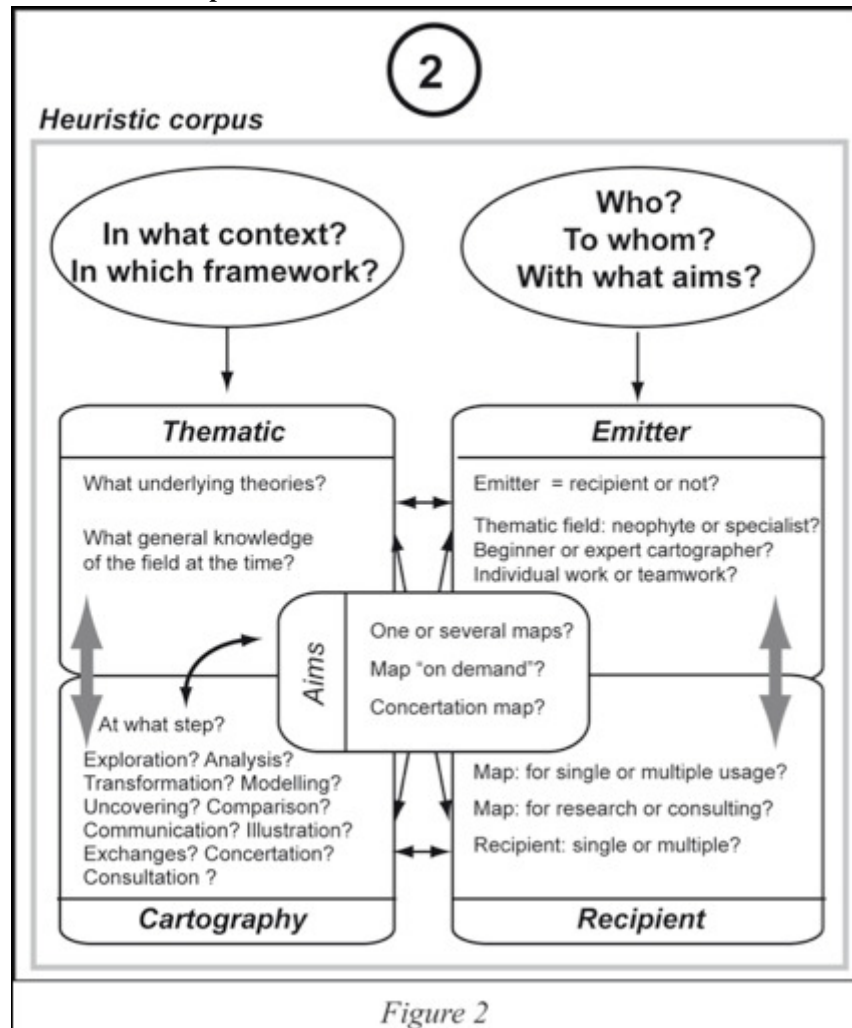 2
Heuristic corpus
In what context?
In which framework?
Who?
To whom?
With what aims?
Thematic
What underlying theories?
What general knowledge
of the field at the time?
Emitter
Emitter = recipient or not?
Thematic field: neophyte or specialist?
Beginner or expert cartographer?
Individual work or teamwork?
Aims
One or several maps?
Map “on demand”?
Concertation map?
At what step?
Exploration? Analysis?
Transformation? Modelling?
Uncovering? Comparison?
Communication? Illustration?
Exchanges? Concertation?
Consultation ?
Cartography
Map: for single or multiple usage?
Map: for research or consulting?
Recipient: single or multiple?
Recipient
Figure 2